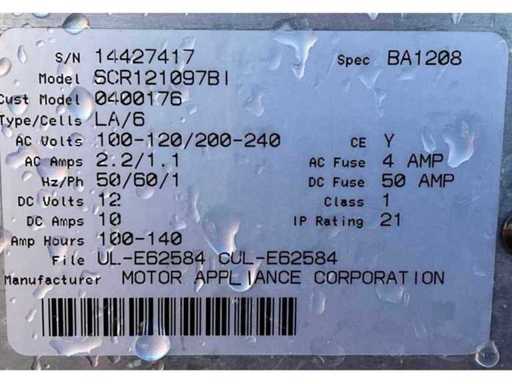 S/N 14427417 Spec BA1208
Model SCR121097BI
Cust Model 0400176
Type/Cells LA/6
AC Volts 100-120/200-240 CE Y
AC Amps 2.2/1.1 AC Fuse 4 AMP
Hz/Ph 50/60/1 DC Fuse 50 AMP
DC Volts 12 Class 1
DC Amps 10 IP Rating 21
Amp Hours 100-140
File UL-E62584 CUL-E62584
Manufacturer MOTOR APPLIANCE CORPORATION